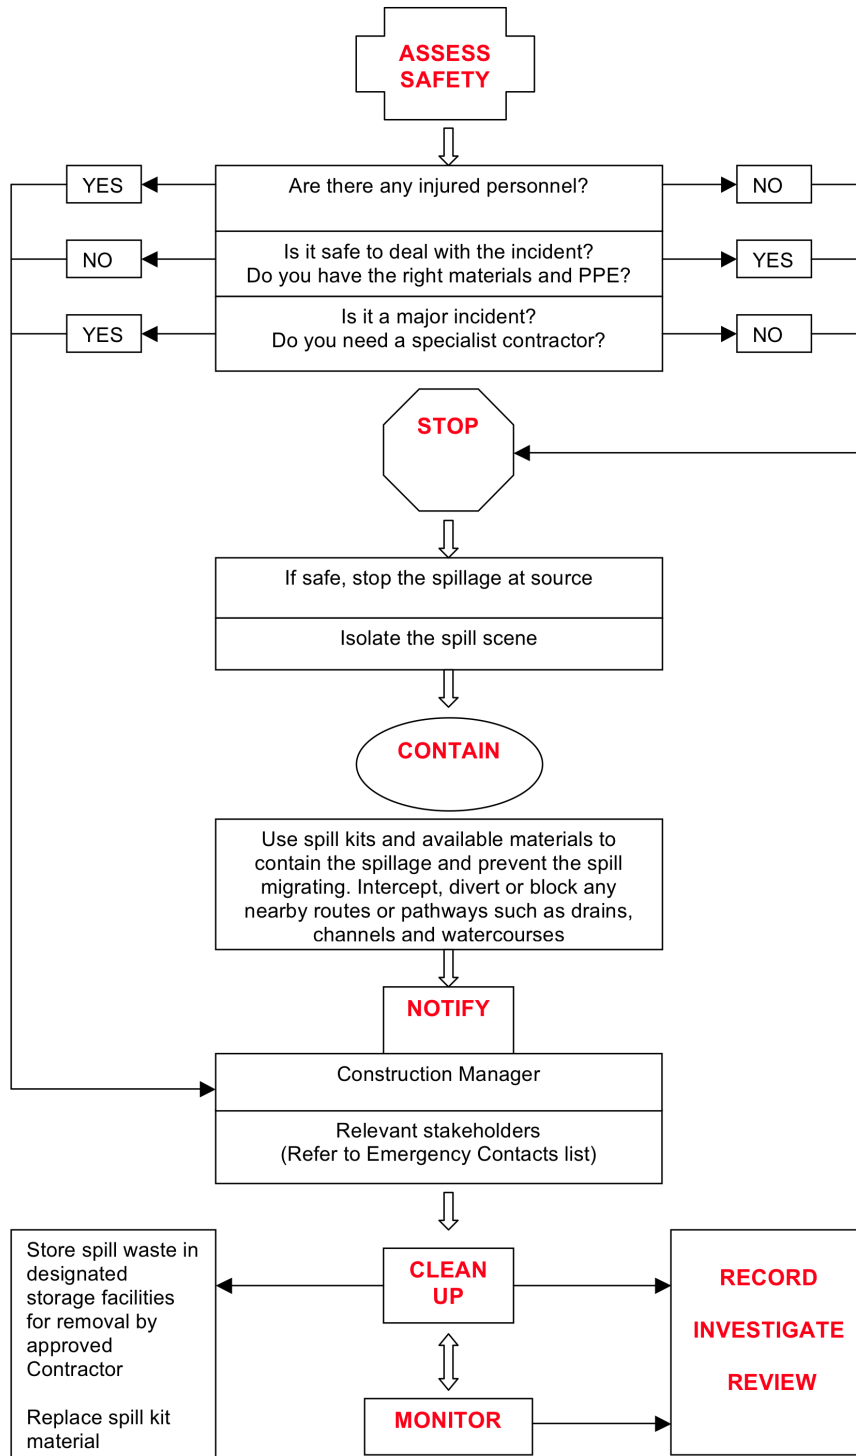 ASSESS
SAFETY
YES
Are there any injured personnel?
NO
NO
Is it safe to deal with the incident?
Do you have the right materials and PPE?
YES
YES
Is it a major incident?
Do you need a specialist contractor?
NO
STOP
If safe, stop the spillage at source
Isolate the spill scene
CONTAIN
Use spill kits and available materials to
contain the spillage and prevent the spill
migrating. Intercept, divert or block any
nearby routes or pathways such as drains,
channels and watercourses
NOTIFY
Construction Manager
Relevant stakeholders
(Refer to Emergency Contacts list)
Store spill waste in
designated
storage facilities
for removal by
approved
Contractor
Replace spill kit
material
CLEAN
UP
MONITOR
RECORD
INVESTIGATE
REVIEW